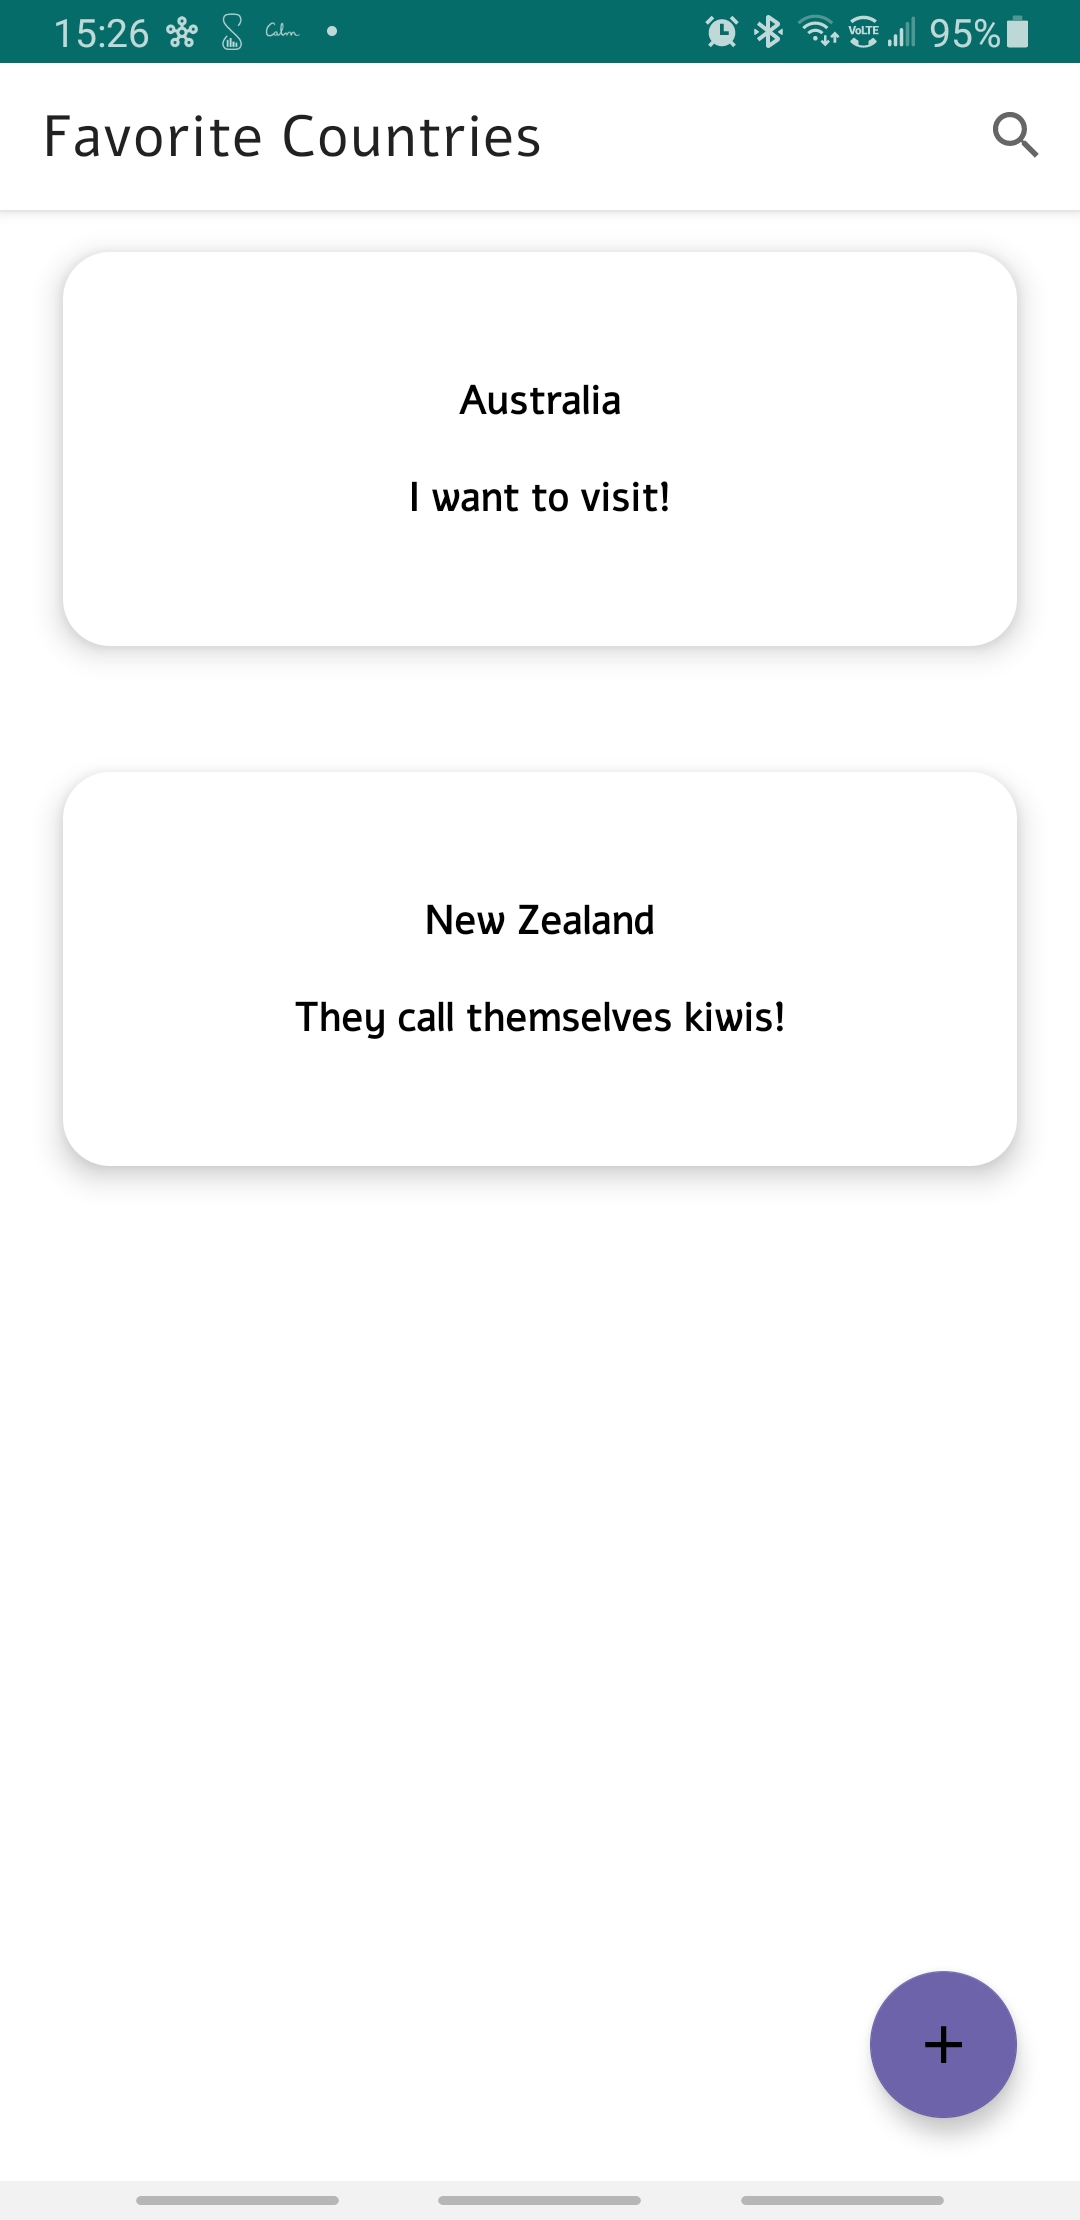 15:26 Calm VoLTE 95%
Favorite Countries
Australia
I want to visit!
New Zealand
They call themselves kiwis!
+